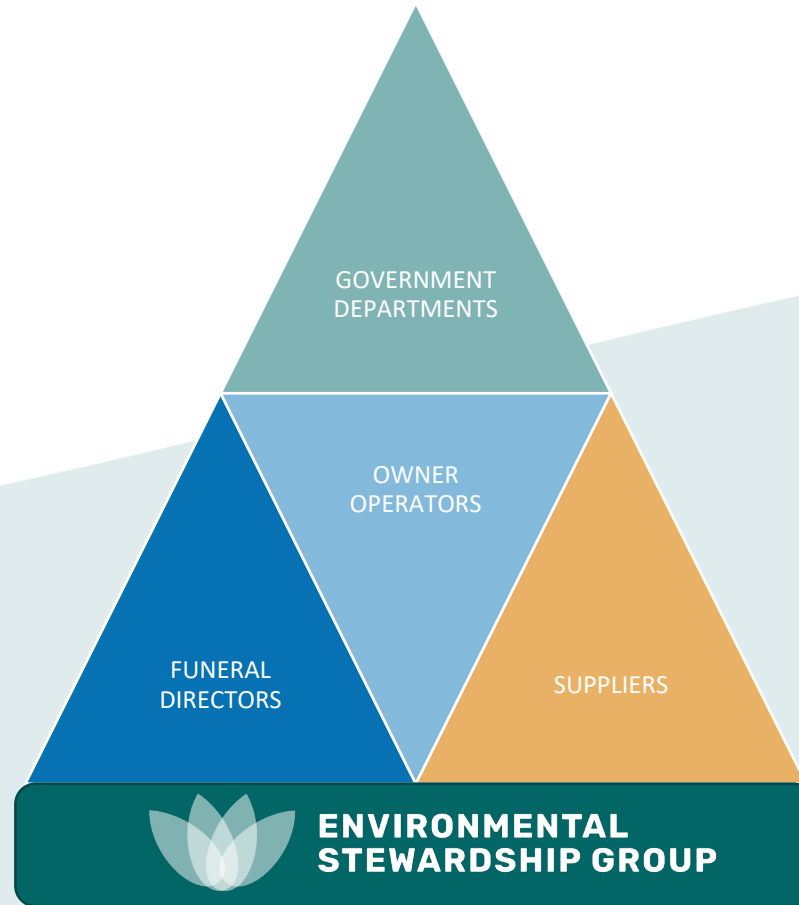 GOVERNMENT
DEPARTMENTS
OWNER
OPERATORS
FUNERAL
DIRECTORS
SUPPLIERS
ENVIRONMENTAL
STEWARDSHIP GROUP